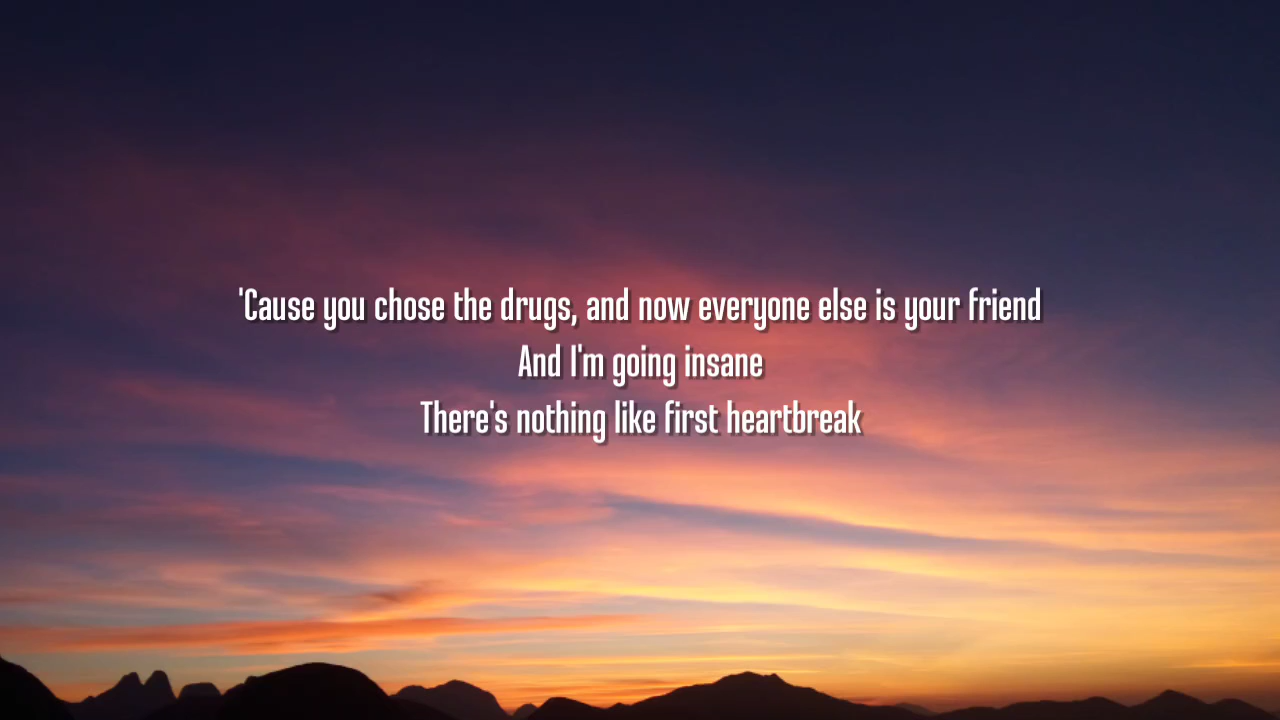 'Cause you chose the drugs, and now everyone else is your friend
And I'm going insane
There's nothing like first heartbreak